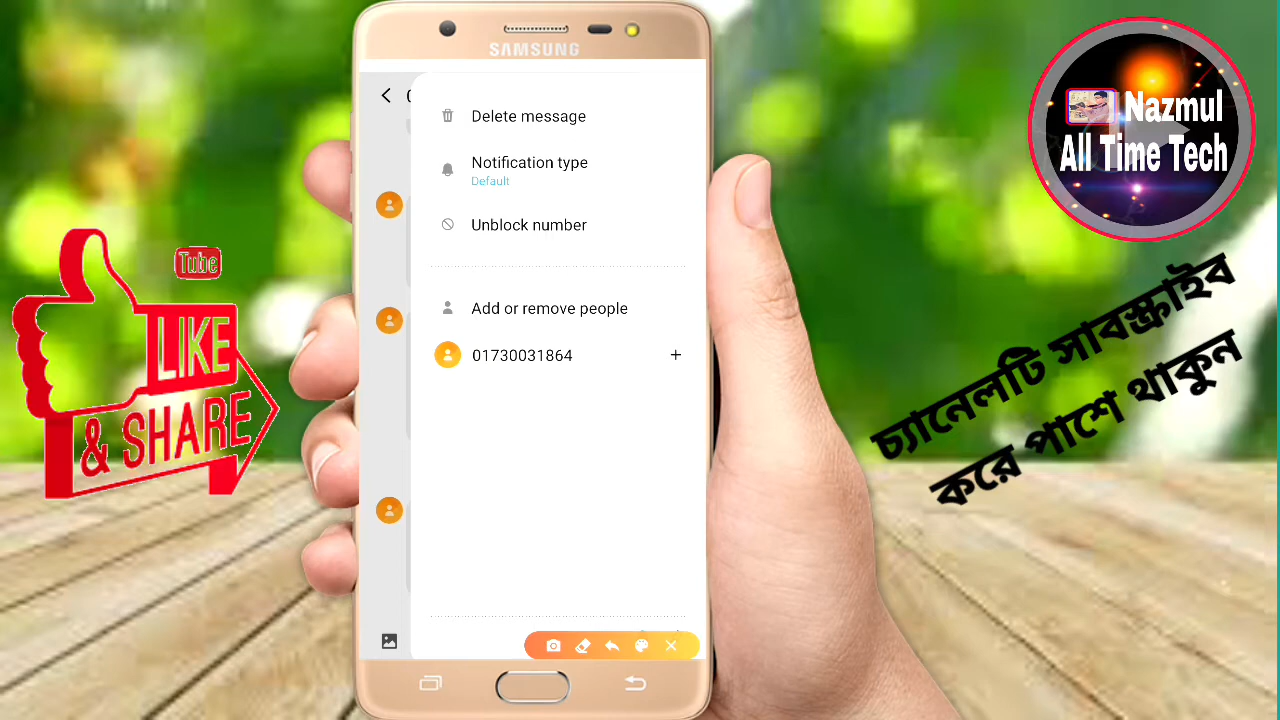 SAMSUNG
Delete message
Notification type
Default
Unblock number
Add or remove people
01730031864
+
Tube
LIKE
& SHARE
Nazmul
All Time Tech
চ্যানেলটি সাবস্ক্রাইব
করে পাশে থাকুন